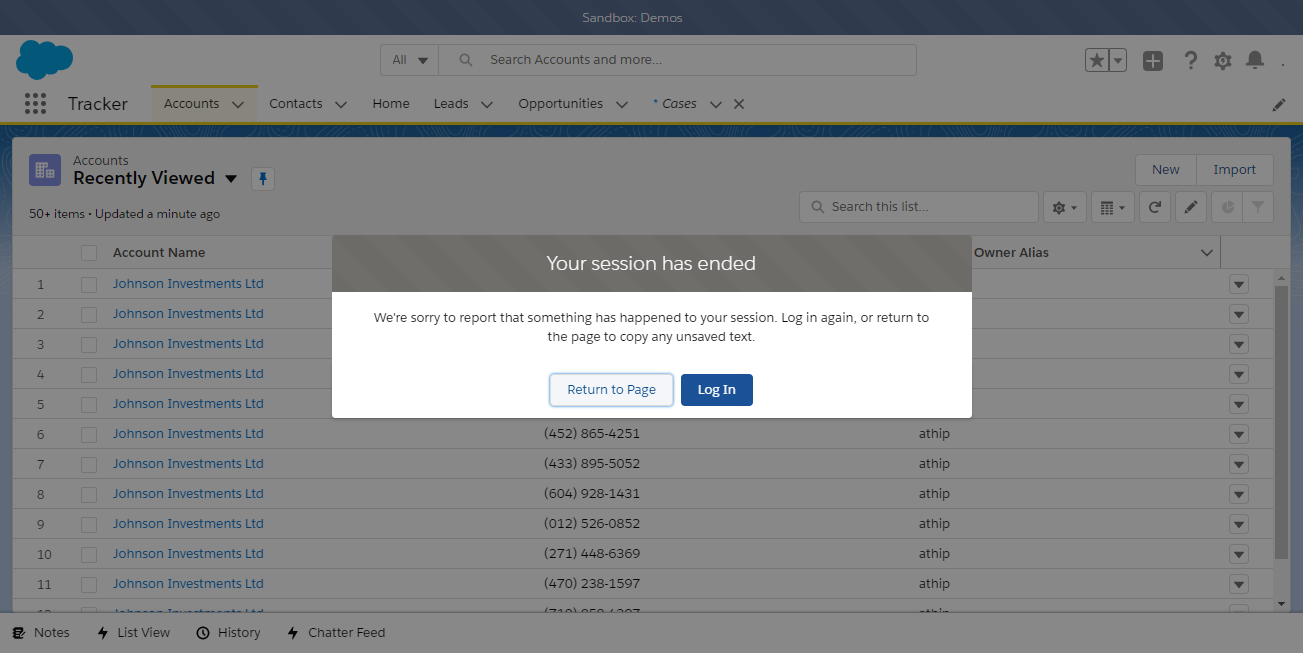 Sandbox: Demos
All
Search Accounts and more...
Tracker
Accounts
Contacts
Home
Leads
Opportunities
* Cases
Accounts
Recently Viewed
New
Import
50+ items • Updated a minute ago
Search this list...
Account Name
Owner Alias
Your session has ended
We're sorry to report that something has happened to your session. Log in again, or return to
the page to copy any unsaved text.
Return to Page
Log In
1 Johnson Investments Ltd
2 Johnson Investments Ltd
3 Johnson Investments Ltd
4 Johnson Investments Ltd
5 Johnson Investments Ltd
6 Johnson Investments Ltd (452) 865-4251 athip
7 Johnson Investments Ltd (433) 895-5052 athip
8 Johnson Investments Ltd (604) 928-1431 athip
9 Johnson Investments Ltd (012) 526-0852 athip
10 Johnson Investments Ltd (271) 448-6369 athip
11 Johnson Investments Ltd (470) 238-1597 athip
Notes
List View
History
Chatter Feed